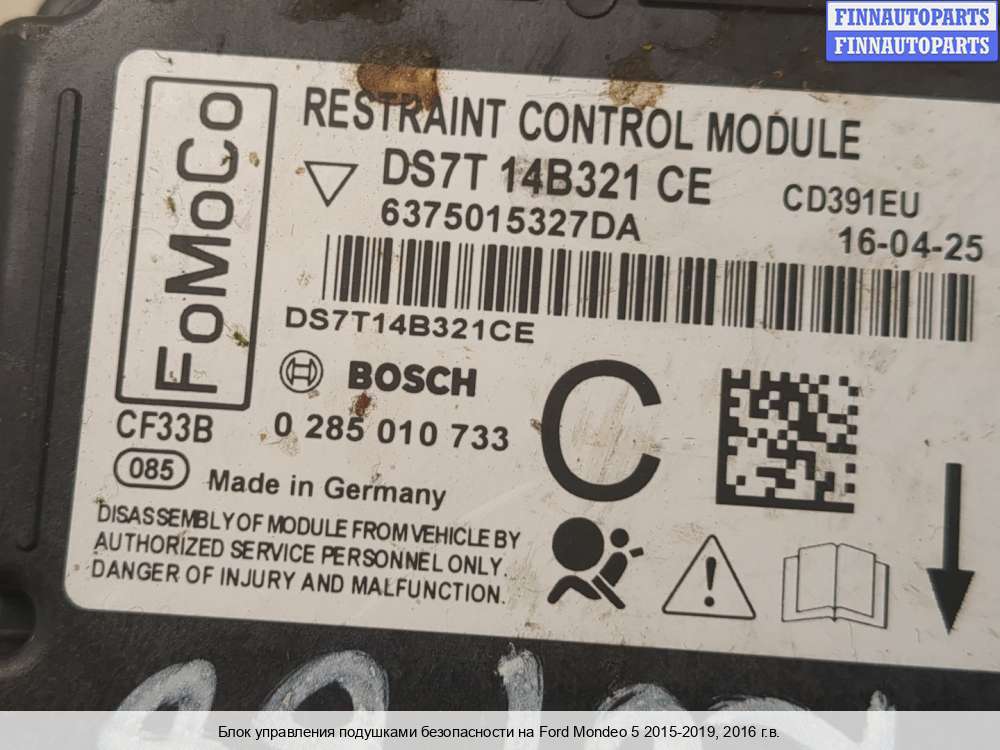 FINNAUTOPARTS
FINNAUTOPARTS
FoMoCo
RESTRAINT CONTROL MODULE
DS7T 14B321 CE
CD391EU
6375015327DA
16-04-25
DS7T14B321CE
BOSCH
CF33B
0 285 010 733
C
085
Made in Germany
DISASSEMBLY OF MODULE FROM VEHICLE BY
AUTHORIZED SERVICE PERSONNEL ONLY.
DANGER OF INJURY AND MALFUNCTION.
Блок управления подушками безопасности на Ford Mondeo 5 2015-2019, 2016 г.в.